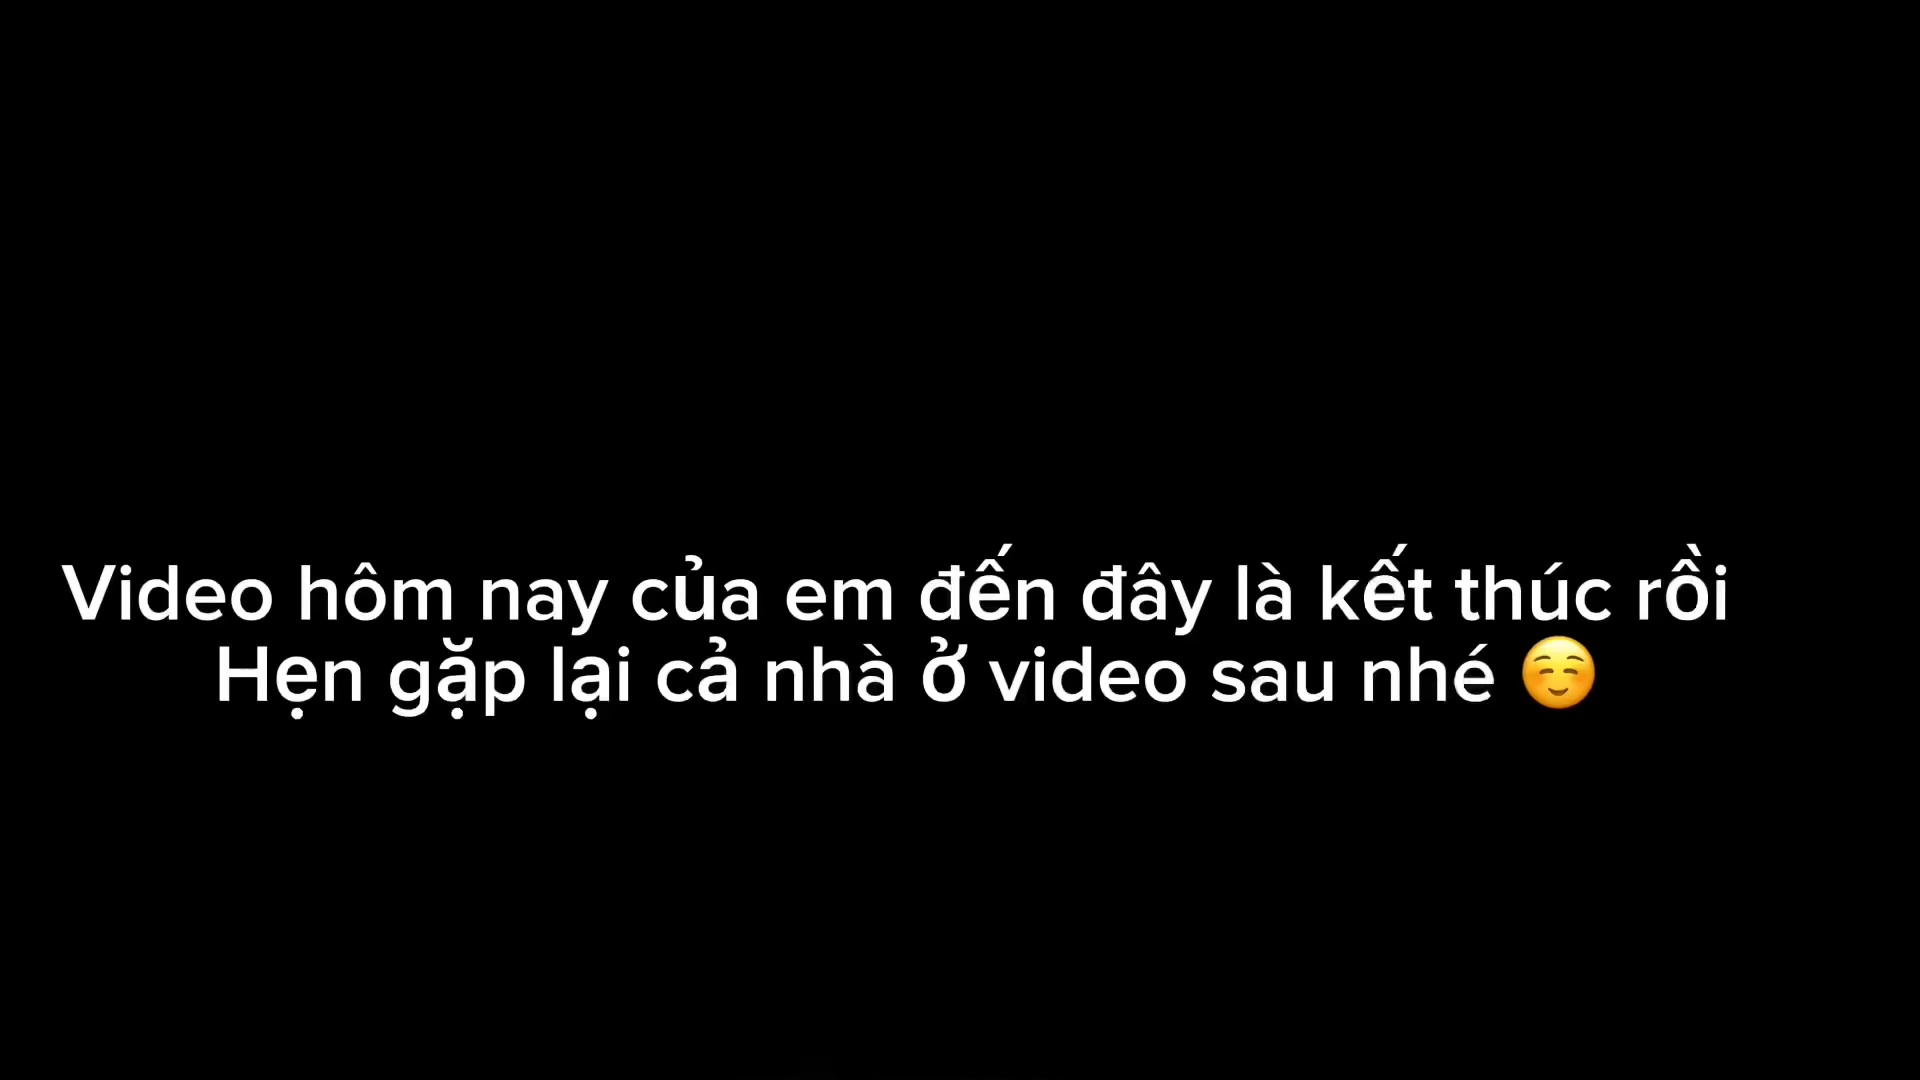 Video hôm nay của em đến đây là kết thúc rồi
Hẹn gặp lại cả nhà ở video sau nhé ☺️